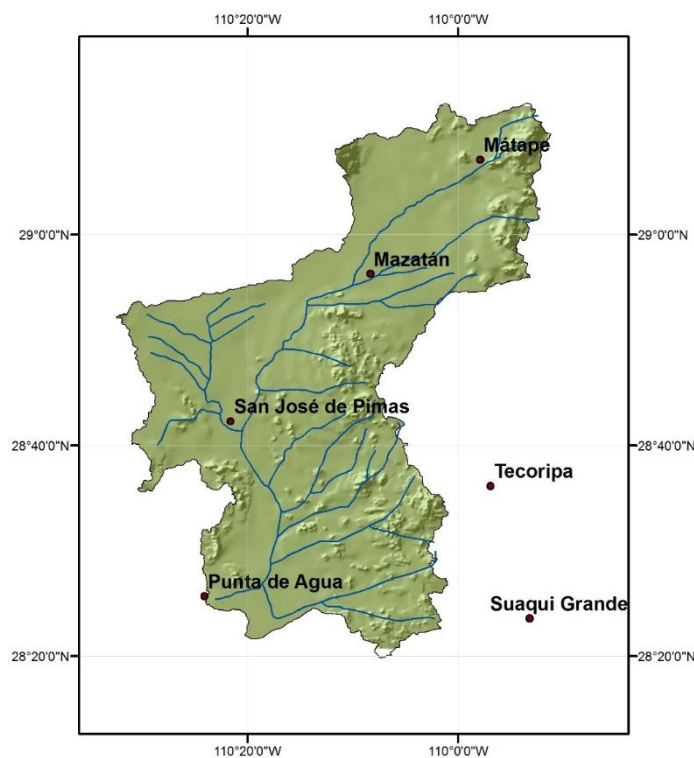 110°20'0"W
110°0'0"W
Mátape
29°0'0"N
29°0'0"N
Mazatán
San José de Pimas
28°40'0"N
28°40'0"N
Tecoripa
Punta de Agua
Suaqui Grande
28°20'0"N
28°20'0"N
110°20'0"W
110°0'0"W